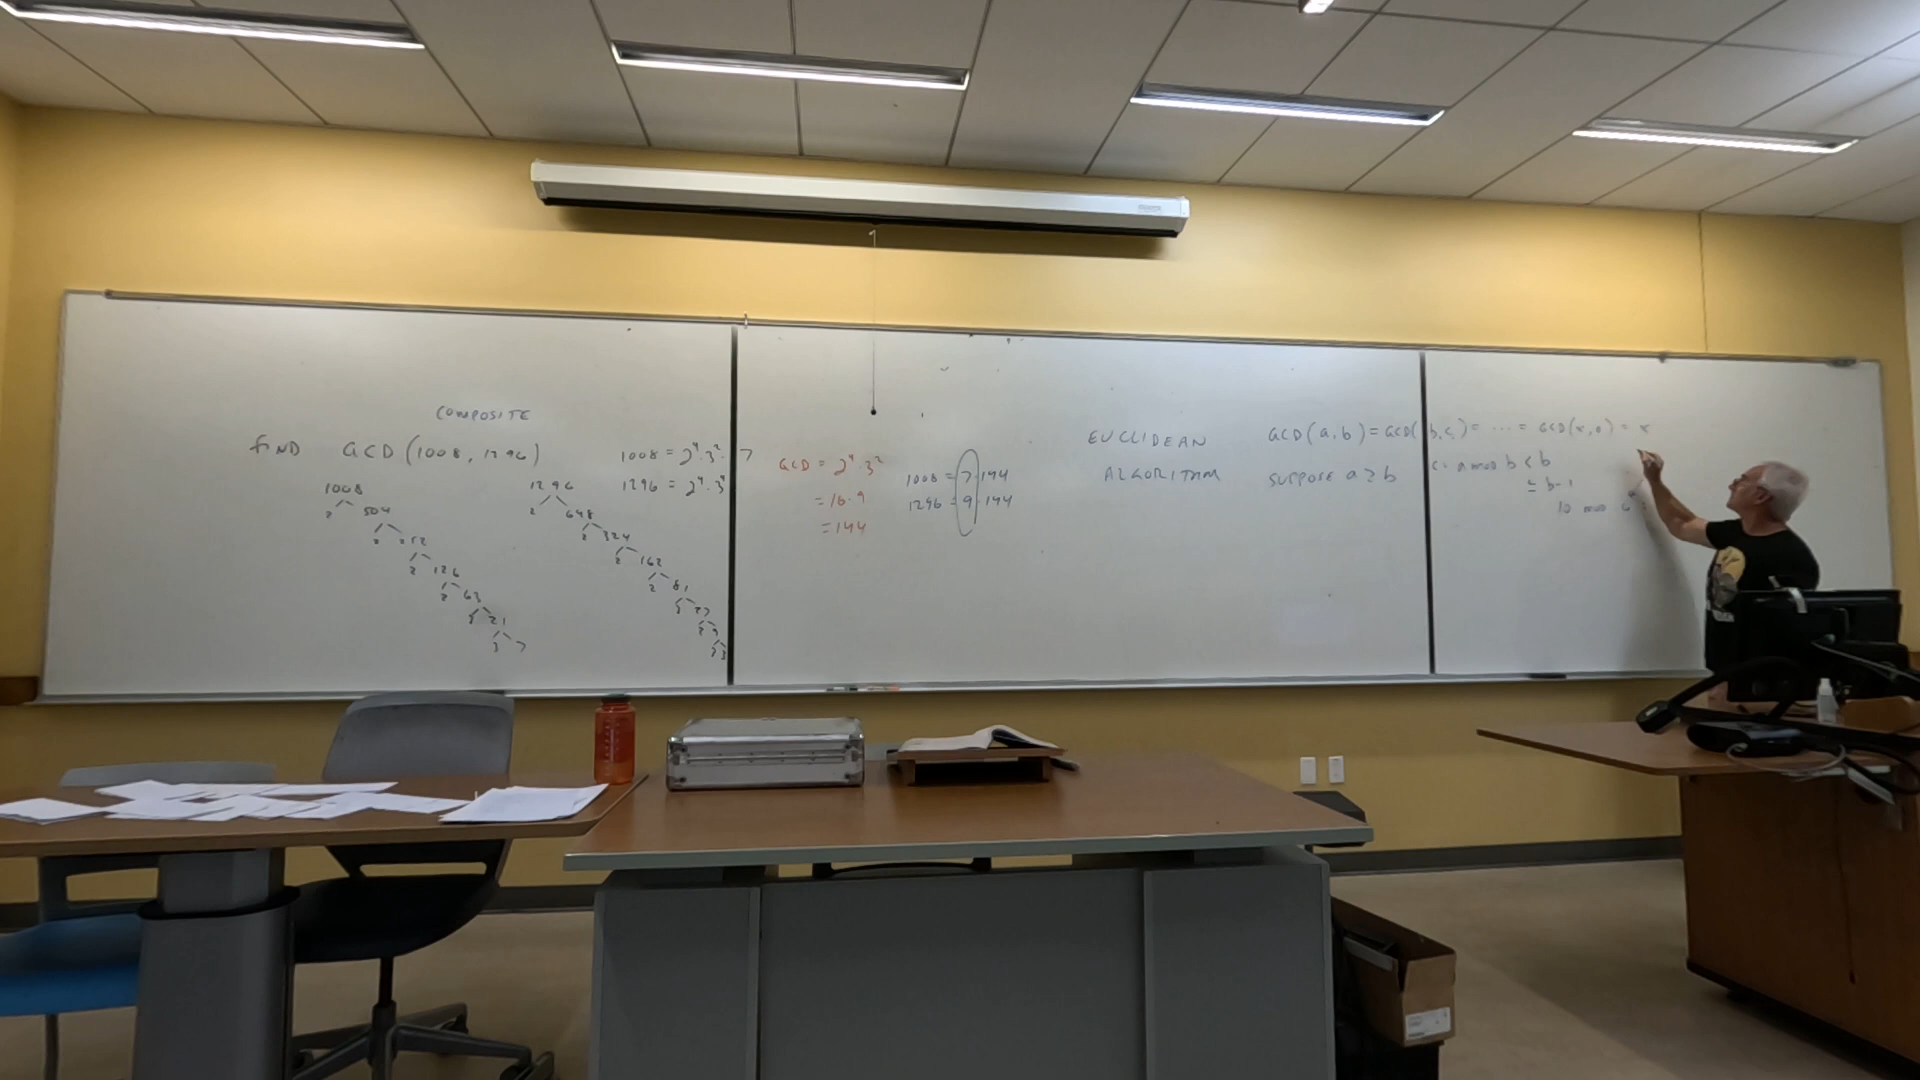 COMPOSITE
FIND GCD(1008, 1296)
1008
2 504
2 252
2 126
2 63
3 21
3 7
1296
2 648
2 324
2 162
2 81
3 27
3 9
3 3
1008 = 2⁴·3²·7
1296 = 2⁴·3⁴
GCD = 2⁴·3²
= 16·9
= 144
1008 = 7·144
1296 = 9·144
EUCLIDEAN
ALGORITHM
GCD(a,b) = GCD(b,c) = ... = GCD(x,0) = x
SUPPOSE a ≥ b
c = a mod b < b
≤ b-1
10 mod 6